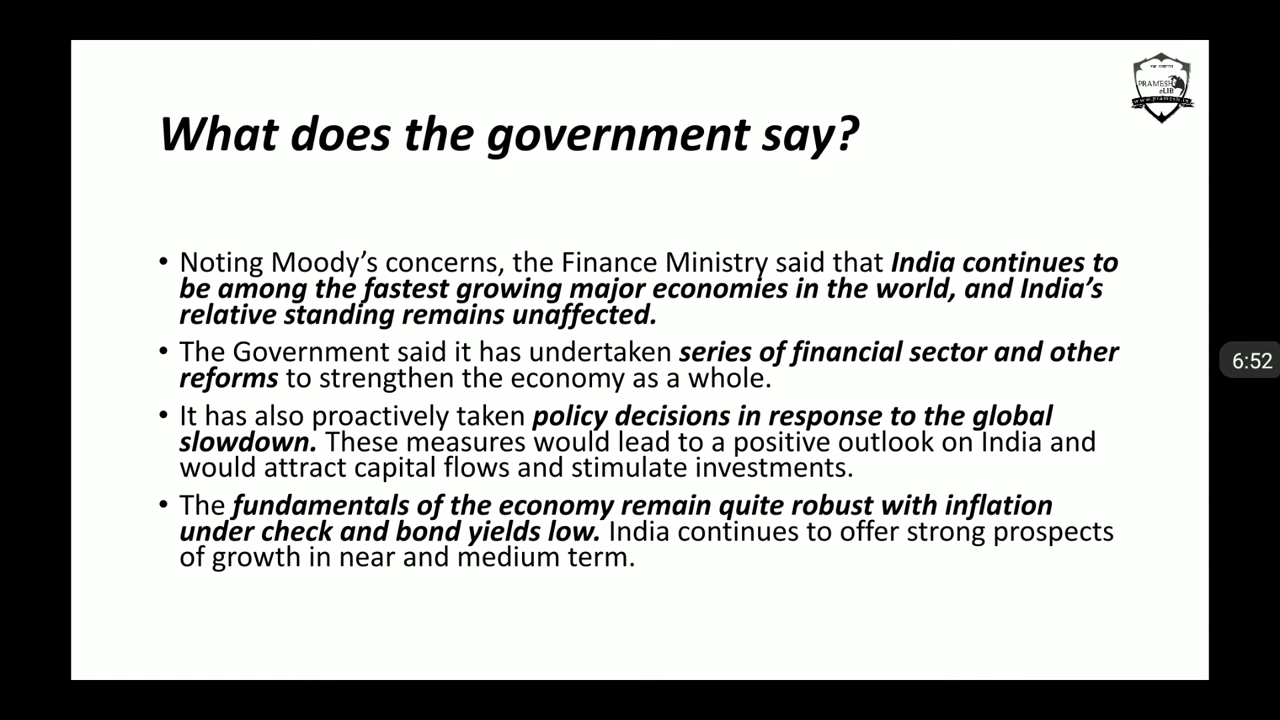 PRAMESH
eLIB
What does the government say?
• Noting Moody’s concerns, the Finance Ministry said that India continues to
be among the fastest growing major economies in the world, and India’s
relative standing remains unaffected.
• The Government said it has undertaken series of financial sector and other
reforms to strengthen the economy as a whole.
• It has also proactively taken policy decisions in response to the global
slowdown. These measures would lead to a positive outlook on India and
would attract capital flows and stimulate investments.
• The fundamentals of the economy remain quite robust with inflation
under check and bond yields low. India continues to offer strong prospects
of growth in near and medium term.
6:52